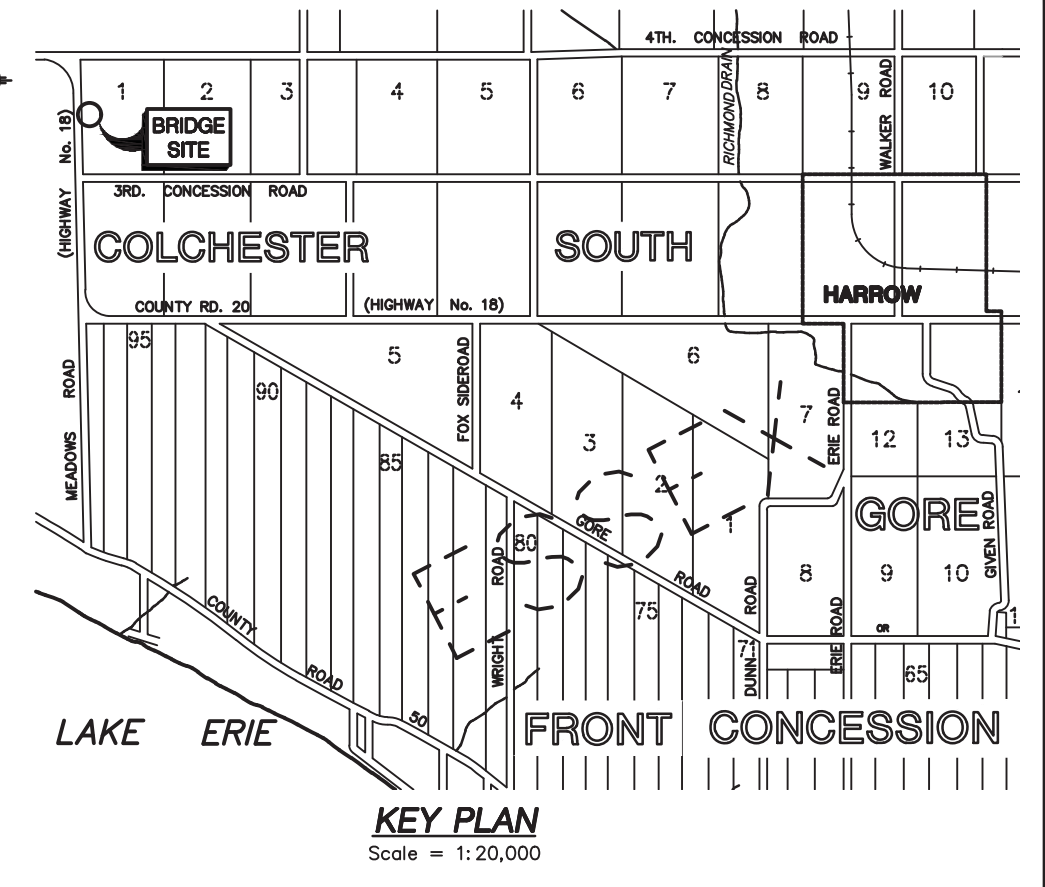 4TH. CONCESSION ROAD
1 2 3 4 5 6 7 8 9 10
RICHMOND DRAIN
WALKER ROAD
BRIDGE
SITE
(HIGHWAY No. 18)
3RD. CONCESSION ROAD
COLCHESTER SOUTH
HARROW
COUNTY RD. 20 (HIGHWAY No. 18)
95
90
85
80
75
71
65
5
6
4
3
2
1
7
12 13
8
9 10
1
MEADOWS ROAD
FOX SIDEROAD
ERIE ROAD
GORE
GIVEN ROAD
GORE ROAD
WRIGHT ROAD
DUNN ROAD
ERIE ROAD
OR
COUNTY ROAD 50
LAKE ERIE
FRONT CONCESSION
KEY PLAN
Scale = 1:20,000